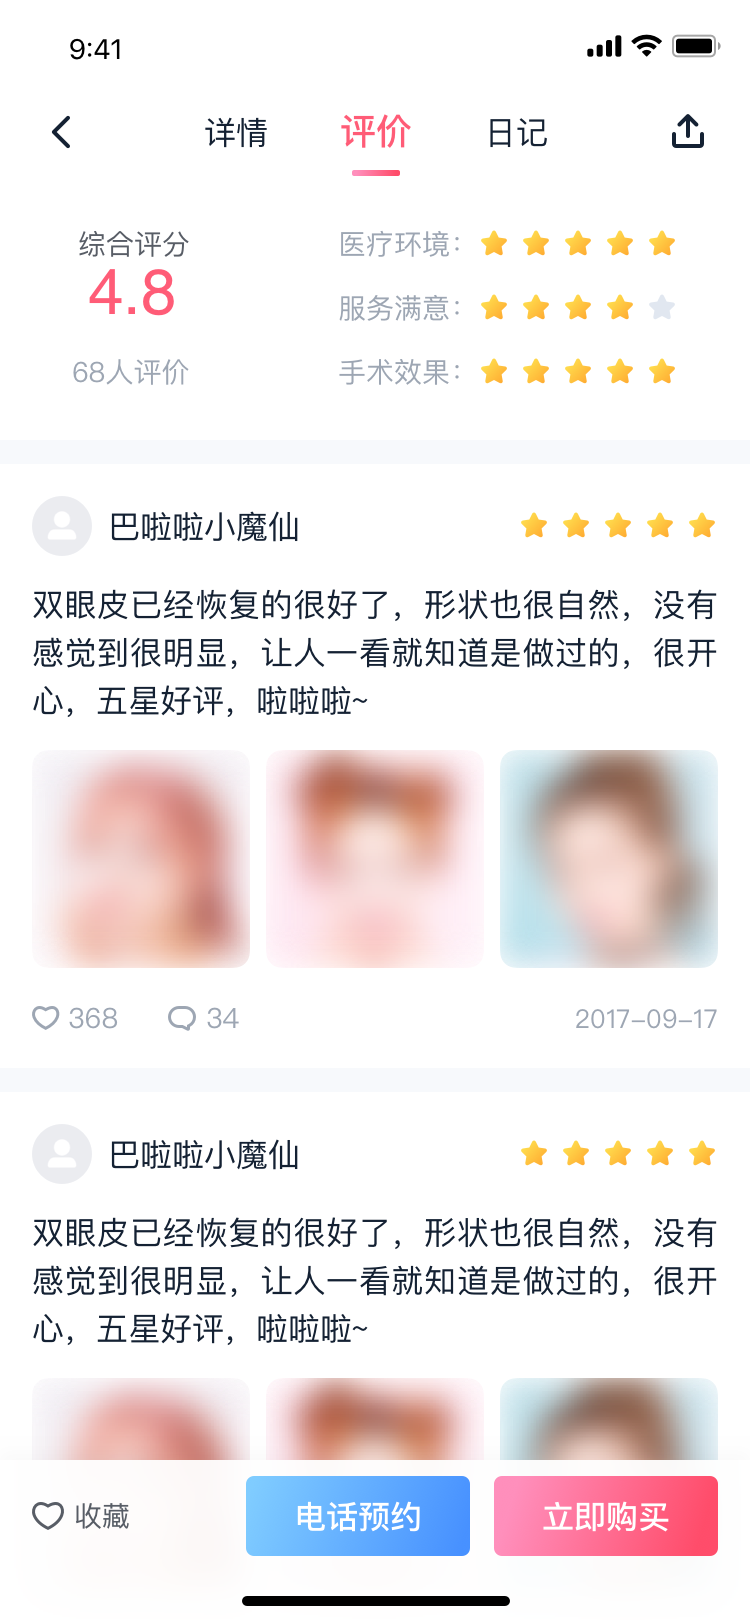 9:41
详情 评价 日记
综合评分
4.8
68人评价
医疗环境：
服务满意：
手术效果：
巴啦啦小魔仙
双眼皮已经恢复的很好了，形状也很自然，没有
感觉到很明显，让人一看就知道是做过的，很开
心，五星好评，啦啦啦~
368 34 2017-09-17
巴啦啦小魔仙
双眼皮已经恢复的很好了，形状也很自然，没有
感觉到很明显，让人一看就知道是做过的，很开
心，五星好评，啦啦啦~
收藏 电话预约 立即购买